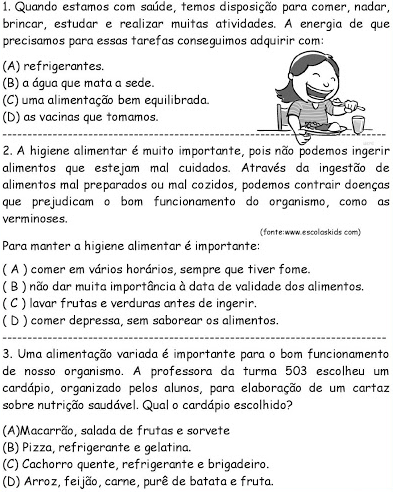 1. Quando estamos com saúde, temos disposição para comer, nadar,
brincar, estudar e realizar muitas atividades. A energia de que
precisamos para essas tarefas conseguimos adquirir com:
(A) refrigerantes.
(B) a água que mata a sede.
(C) uma alimentação bem equilibrada.
(D) as vacinas que tomamos.
2. A higiene alimentar é muito importante, pois não podemos ingerir
alimentos que estejam mal cuidados. Através da ingestão de
alimentos mal preparados ou mal cozidos, podemos contrair doenças
que prejudicam o bom funcionamento do organismo, como as
verminoses.
(fonte:www.escolaskids.com)
Para manter a higiene alimentar é importante:
( A ) comer em vários horários, sempre que tiver fome.
( B ) não dar muita importância à data de validade dos alimentos.
( C ) lavar frutas e verduras antes de ingerir.
( D ) comer depressa, sem saborear os alimentos.
3. Uma alimentação variada é importante para o bom funcionamento
de nosso organismo. A professora da turma 503 escolheu um
cardápio, organizado pelos alunos, para elaboração de um cartaz
sobre nutrição saudável. Qual o cardápio escolhido?
(A)Macarrão, salada de frutas e sorvete
(B) Pizza, refrigerante e gelatina.
(C) Cachorro quente, refrigerante e brigadeiro.
(D) Arroz, feijão, carne, purê de batata e fruta.